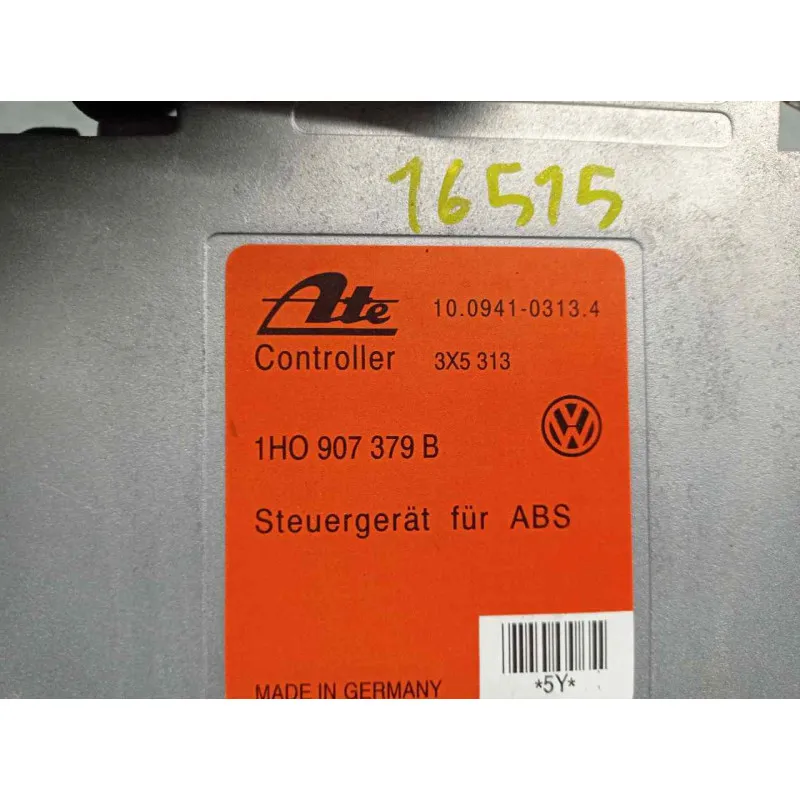 16515
Ate 10.0941-0313.4
Controller 3X5 313
1HO 907 379 B
VW
Steuergerät für ABS
MADE IN GERMANY
*5Y*